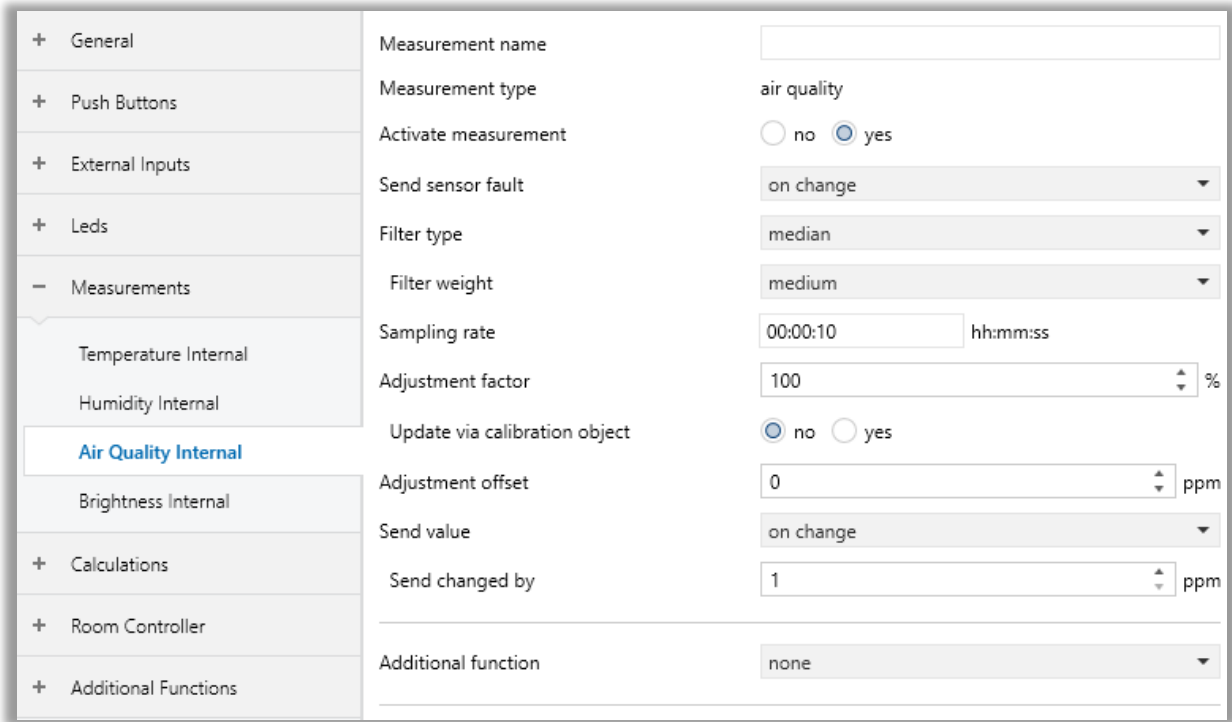 + General
+ Push Buttons
+ External Inputs
+ Leds
− Measurements
Temperature Internal
Humidity Internal
Air Quality Internal
Brightness Internal
+ Calculations
+ Room Controller
+ Additional Functions
Measurement name
Measurement type air quality
Activate measurement no yes
Send sensor fault on change
Filter type median
Filter weight medium
Sampling rate 00:00:10 hh:mm:ss
Adjustment factor 100 %
Update via calibration object no yes
Adjustment offset 0 ppm
Send value on change
Send changed by 1 ppm
Additional function none